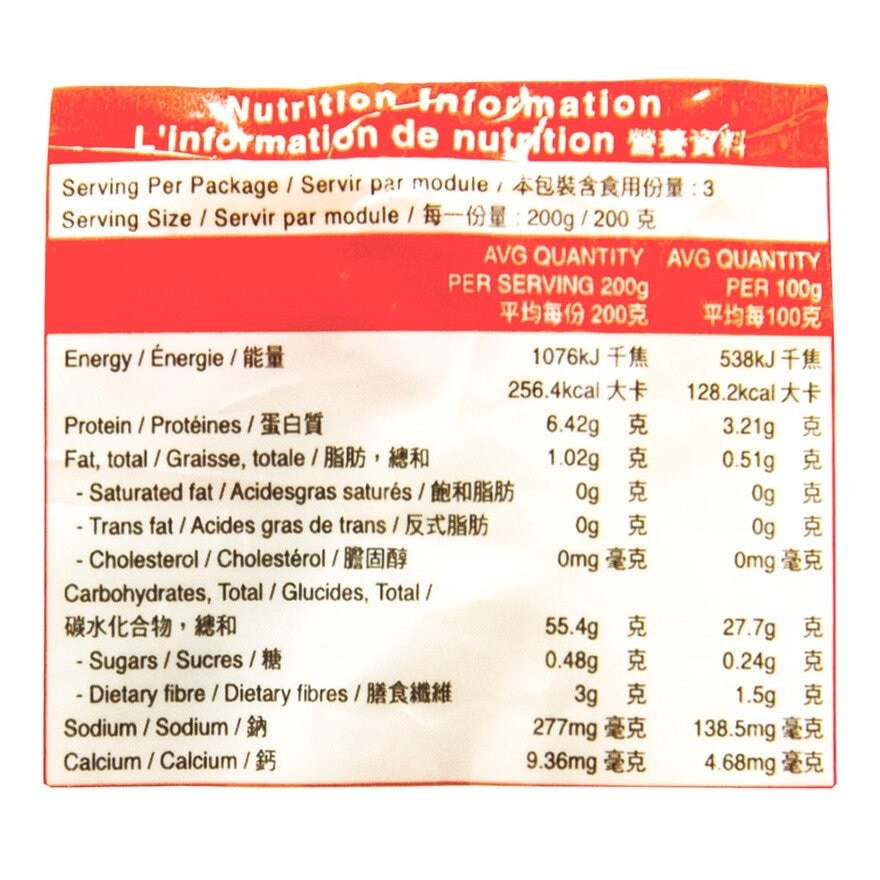 Nutrition Information
L'information de nutrition 營養資料
Serving Per Package / Servir par module / 本包裝含食用份量 : 3
Serving Size / Servir par module / 每一份量 : 200g / 200 克
AVG QUANTITY PER SERVING 200g 平均每份 200克
AVG QUANTITY PER 100g 平均每100克
Energy / Énergie / 能量 1076kJ 千焦 538kJ 千焦
256.4kcal 大卡 128.2kcal 大卡
Protein / Protéines / 蛋白質 6.42g 克 3.21g 克
Fat, total / Graisse, totale / 脂肪，總和 1.02g 克 0.51g 克
- Saturated fat / Acidesgras saturés / 飽和脂肪 0g 克 0g 克
- Trans fat / Acides gras de trans / 反式脂肪 0g 克 0g 克
- Cholesterol / Cholestérol / 膽固醇 0mg 毫克 0mg 毫克
Carbohydrates, Total / Glucides, Total /
碳水化合物，總和 55.4g 克 27.7g 克
- Sugars / Sucres / 糖 0.48g 克 0.24g 克
- Dietary fibre / Dietary fibres / 膳食纖維 3g 克 1.5g 克
Sodium / Sodium / 鈉 277mg 毫克 138.5mg 毫克
Calcium / Calcium / 鈣 9.36mg 毫克 4.68mg 毫克